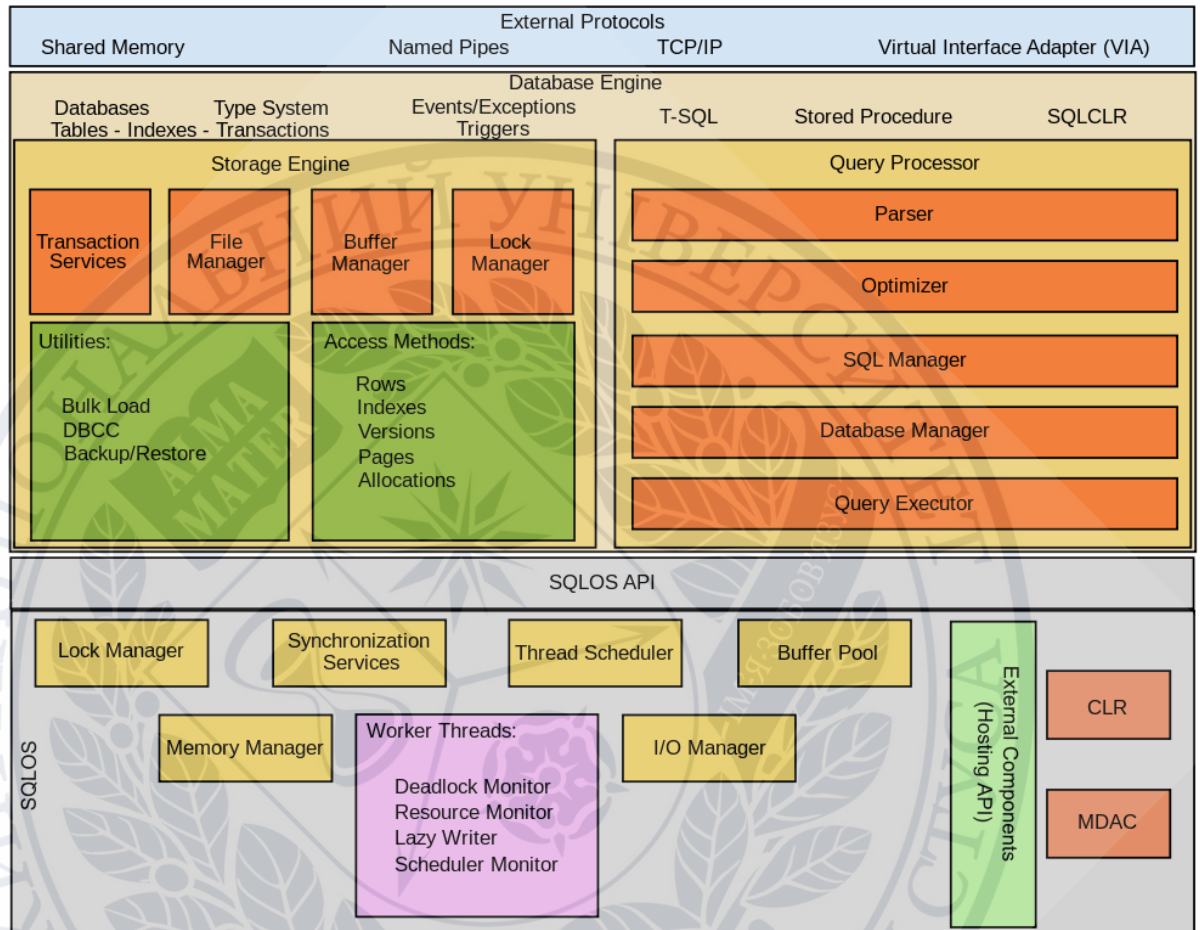 External Protocols
Shared Memory
Named Pipes
TCP/IP
Virtual Interface Adapter (VIA)
Database Engine
Databases
Type System
Tables - Indexes - Transactions
Events/Exceptions
Triggers
T-SQL
Stored Procedure
SQLCLR
Storage Engine
Transaction
Services
File
Manager
Buffer
Manager
Lock
Manager
Utilities:
Bulk Load
DBCC
Backup/Restore
Access Methods:
Rows
Indexes
Versions
Pages
Allocations
Query Processor
Parser
Optimizer
SQL Manager
Database Manager
Query Executor
SQLOS API
SQLOS
Lock Manager
Synchronization
Services
Thread Scheduler
Buffer Pool
Memory Manager
Worker Threads:
Deadlock Monitor
Resource Monitor
Lazy Writer
Scheduler Monitor
I/O Manager
External Components
(Hosting API)
CLR
MDAC
УНІВЕРСИТЕТ
ALMA
MATER